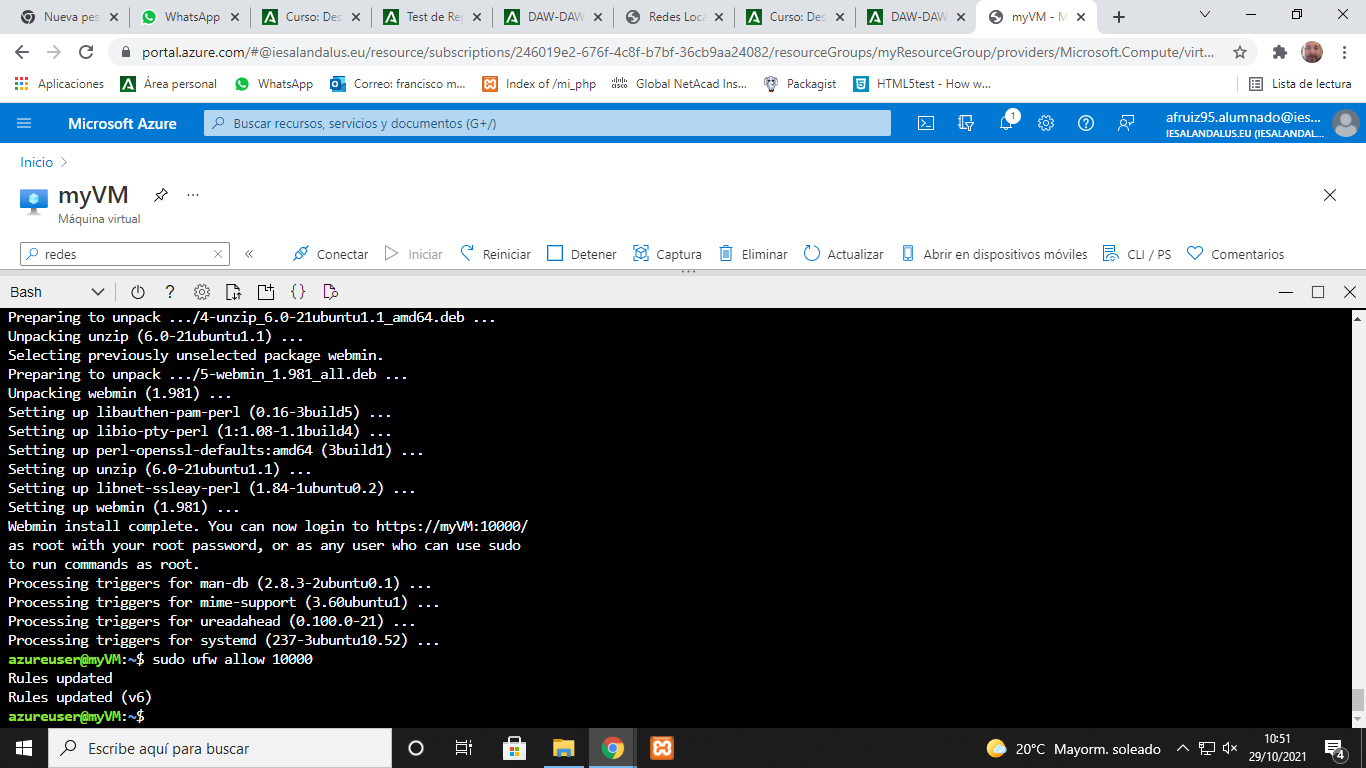 Nueva pes
WhatsApp
Curso: Des
Test de Re
DAW-DAW
Redes Loca
Curso: Des
DAW-DAW
myVM - M
portal.azure.com/#@iesalandalus.eu/resource/subscriptions/246019e2-676f-4c8f-b7bf-36cb9aa24082/resourceGroups/myResourceGroup/providers/Microsoft.Compute/virt...
Aplicaciones
Área personal
WhatsApp
Correo: francisco m...
Index of /mi_php
Global NetAcad Ins...
Packagist
HTML5test - How w...
Lista de lectura
Microsoft Azure
Buscar recursos, servicios y documentos (G+/)
1
afruiz95.alumnado@ies...
IESALANDALUS.EU (IESALANDAL...
Inicio
myVM
Máquina virtual
redes
Conectar
Iniciar
Reiniciar
Detener
Captura
Eliminar
Actualizar
Abrir en dispositivos móviles
CLI / PS
Comentarios
Bash
Preparing to unpack .../4-unzip_6.0-21ubuntu1.1_amd64.deb ...
Unpacking unzip (6.0-21ubuntu1.1) ...
Selecting previously unselected package webmin.
Preparing to unpack .../5-webmin_1.981_all.deb ...
Unpacking webmin (1.981) ...
Setting up libauthen-pam-perl (0.16-3build5) ...
Setting up libio-pty-perl (1:1.08-1.1build4) ...
Setting up perl-openssl-defaults:amd64 (3build1) ...
Setting up unzip (6.0-21ubuntu1.1) ...
Setting up libnet-ssleay-perl (1.84-1ubuntu0.2) ...
Setting up webmin (1.981) ...
Webmin install complete. You can now login to https://myVM:10000/
as root with your root password, or as any user who can use sudo
to run commands as root.
Processing triggers for man-db (2.8.3-2ubuntu0.1) ...
Processing triggers for mime-support (3.60ubuntu1) ...
Processing triggers for ureadahead (0.100.0-21) ...
Processing triggers for systemd (237-3ubuntu10.52) ...
azureuser@myVM:~$ sudo ufw allow 10000
Rules updated
Rules updated (v6)
azureuser@myVM:~$
Escribe aquí para buscar
20°C Mayorm. soleado
10:51
29/10/2021
4